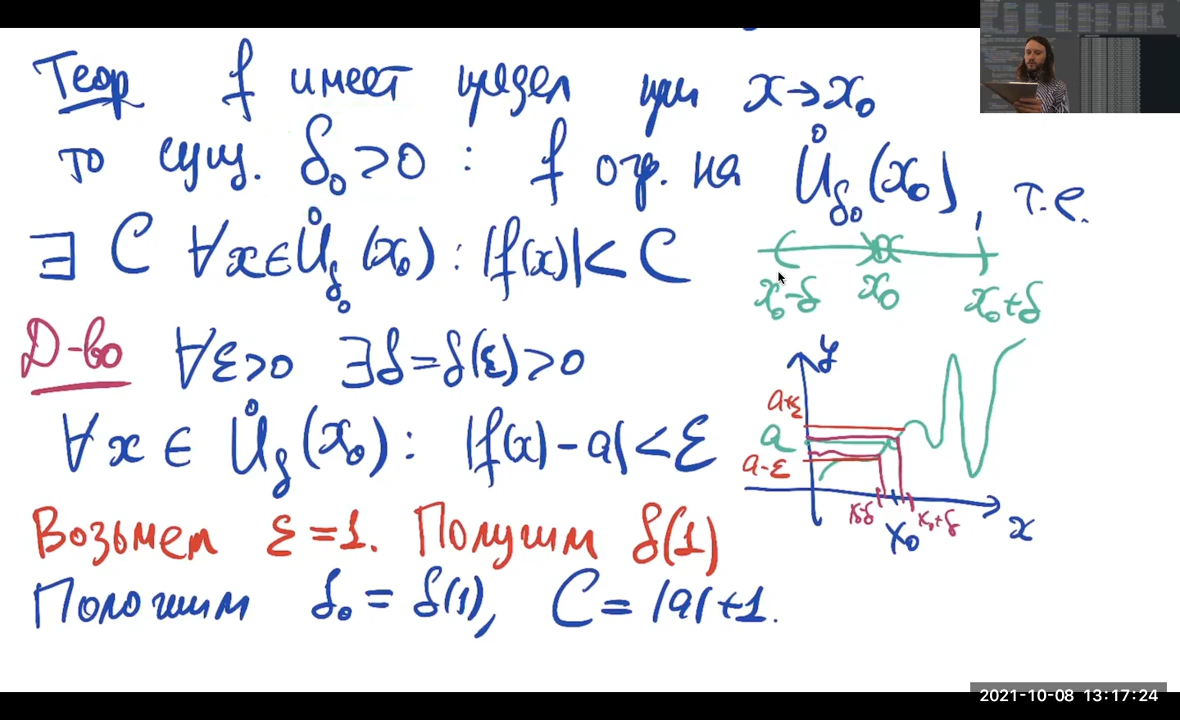 Теор f имеет предел при x→x₀
то сущ. δ₀>0 : f огр. на Ů_δ₀(x₀), т.е.
∃ C ∀x∈Ů_δ₀(x₀) : |f(x)|< C
x₀-δ x₀ x₀+δ
Д-во ∀ε>0 ∃δ=δ(ε)>0
∀x ∈ Ů_δ(x₀) : |f(x)-a|<ε
y
a+ε
a
a-ε
x₀-δ x₀ x₀+δ x
Возьмем ε=1. Получим δ(1)
Положим δ₀ = δ(1), C = |a|+1.
2021-10-08 13:17:24